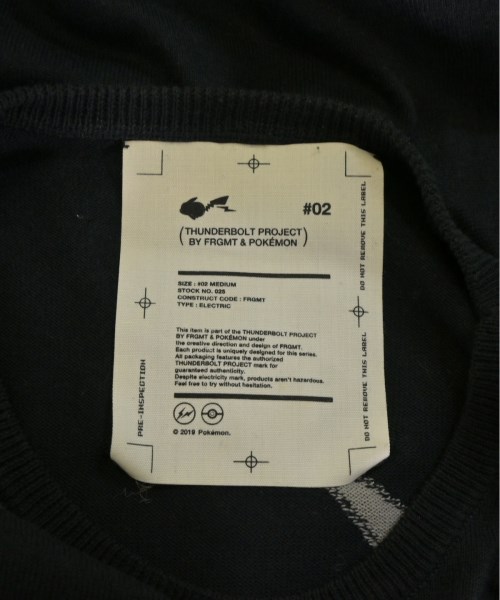 #02
(THUNDERBOLT PROJECT
BY FRGMT & POKÉMON)
SIZE : #02 MEDIUM
STOCK NO. 025
CONSTRUCT CODE : FRGMT
TYPE : ELECTRIC
This item is part of the THUNDERBOLT PROJECT
BY FRGMT & POKÉMON under
the creative direction and design of FRGMT.
Each product is uniquely designed for this series.
All packaging features the authorized
THUNDERBOLT PROJECT mark for
guaranteed authenticity.
Despite electricity mark, products aren't hazardous.
Feel free to try without hesitation.
© 2019 Pokémon.
PRE-INSPECTION
DO NOT REMOVE THIS LABEL
DO NOT REMOVE THIS LABEL